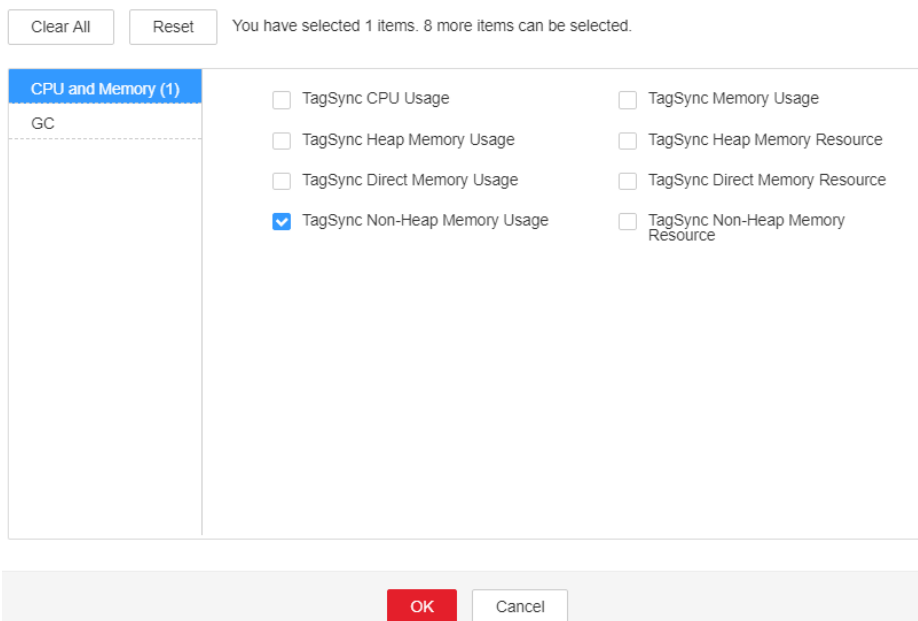 Clear All
Reset
You have selected 1 items. 8 more items can be selected.
CPU and Memory (1)
GC
TagSync CPU Usage
TagSync Memory Usage
TagSync Heap Memory Usage
TagSync Heap Memory Resource
TagSync Direct Memory Usage
TagSync Direct Memory Resource
TagSync Non-Heap Memory Usage
TagSync Non-Heap Memory
Resource
OK
Cancel